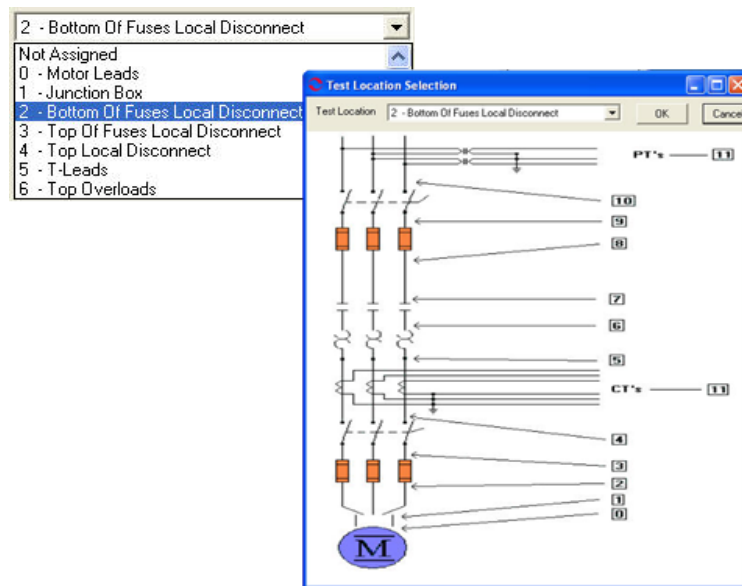 2 - Bottom Of Fuses Local Disconnect
Not Assigned
0 - Motor Leads
1 - Junction Box
2 - Bottom Of Fuses Local Disconnect
3 - Top Of Fuses Local Disconnect
4 - Top Local Disconnect
5 - T-Leads
6 - Top Overloads
Test Location Selection
Test Location 2 - Bottom Of Fuses Local Disconnect OK Cancel
PT's 11
10
9
8
7
6
5
CT's 11
4
3
2
1
0
M